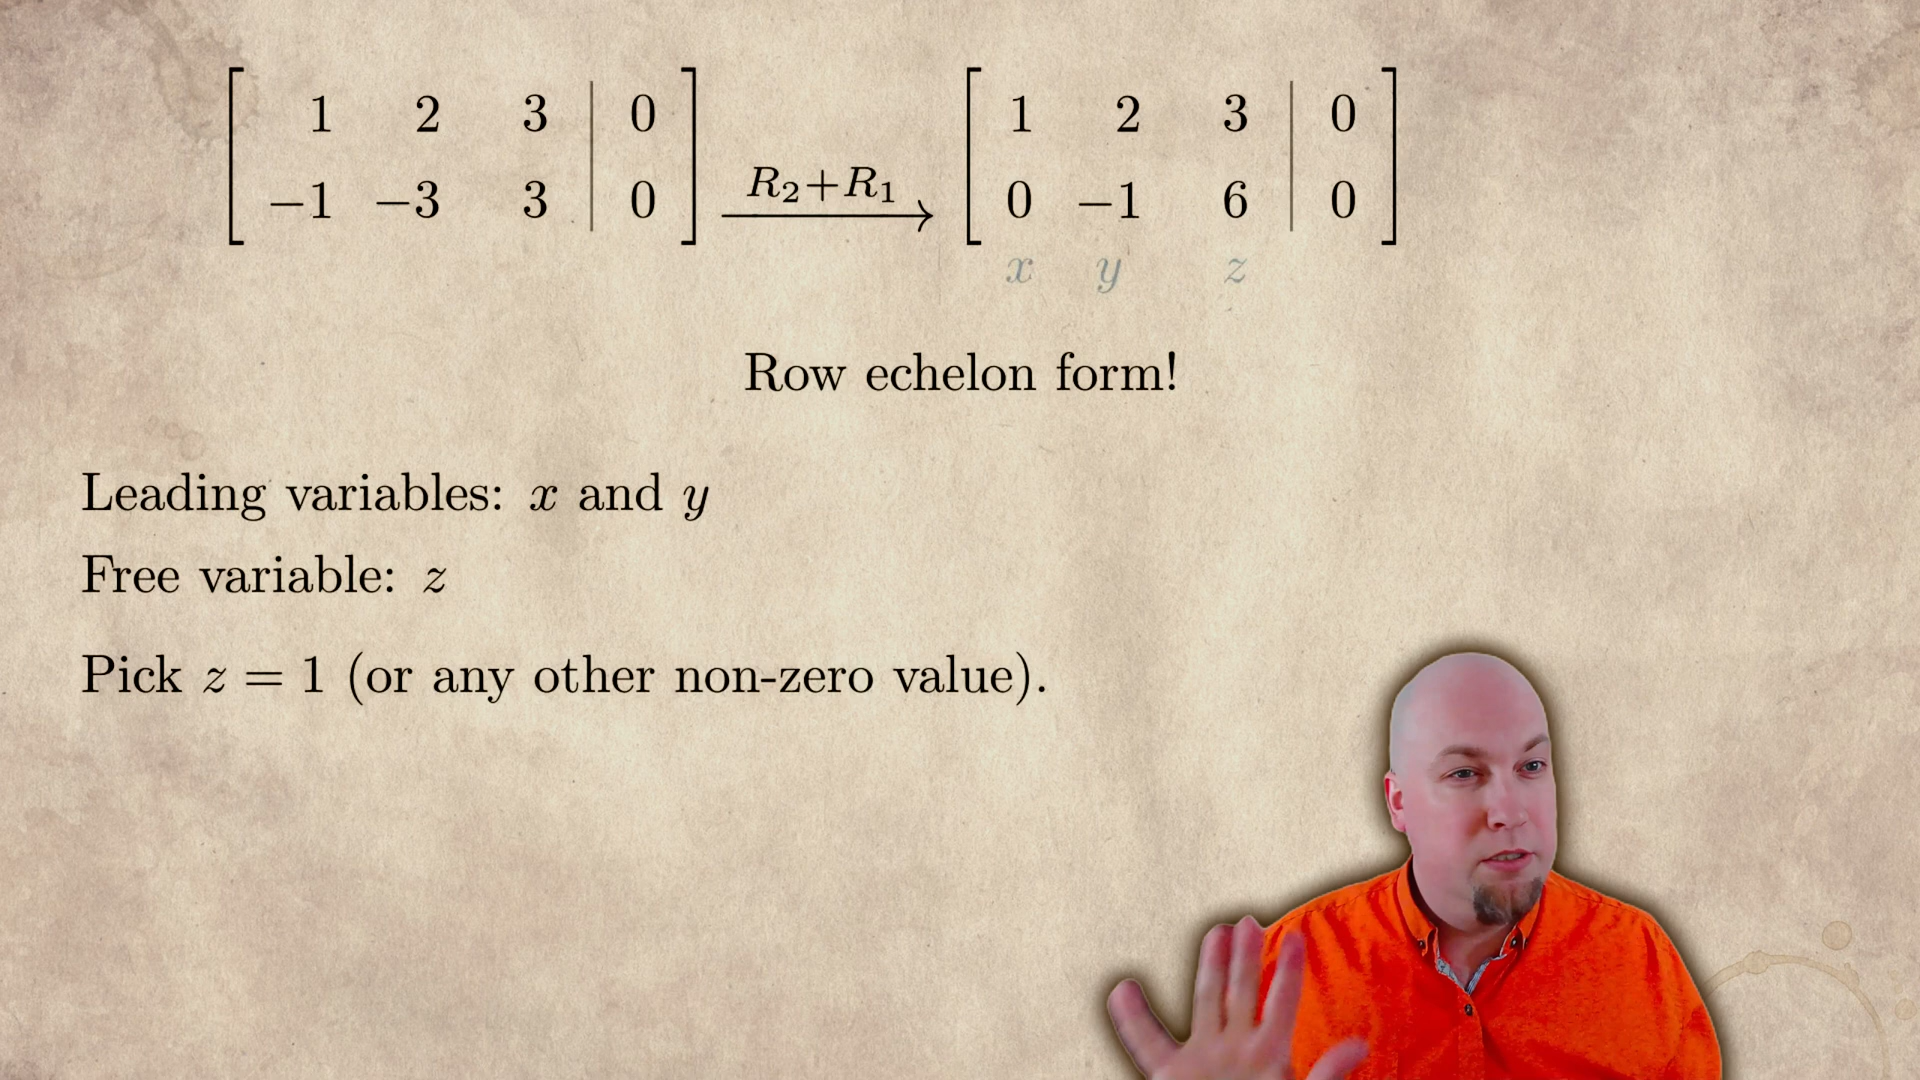 1 2 3 | 0 R₂+R₁ 1 2 3 | 0
−1 −3 3 | 0 0 −1 6 | 0
x y z
Row echelon form!
Leading variables: x and y
Free variable: z
Pick z = 1 (or any other non-zero value).